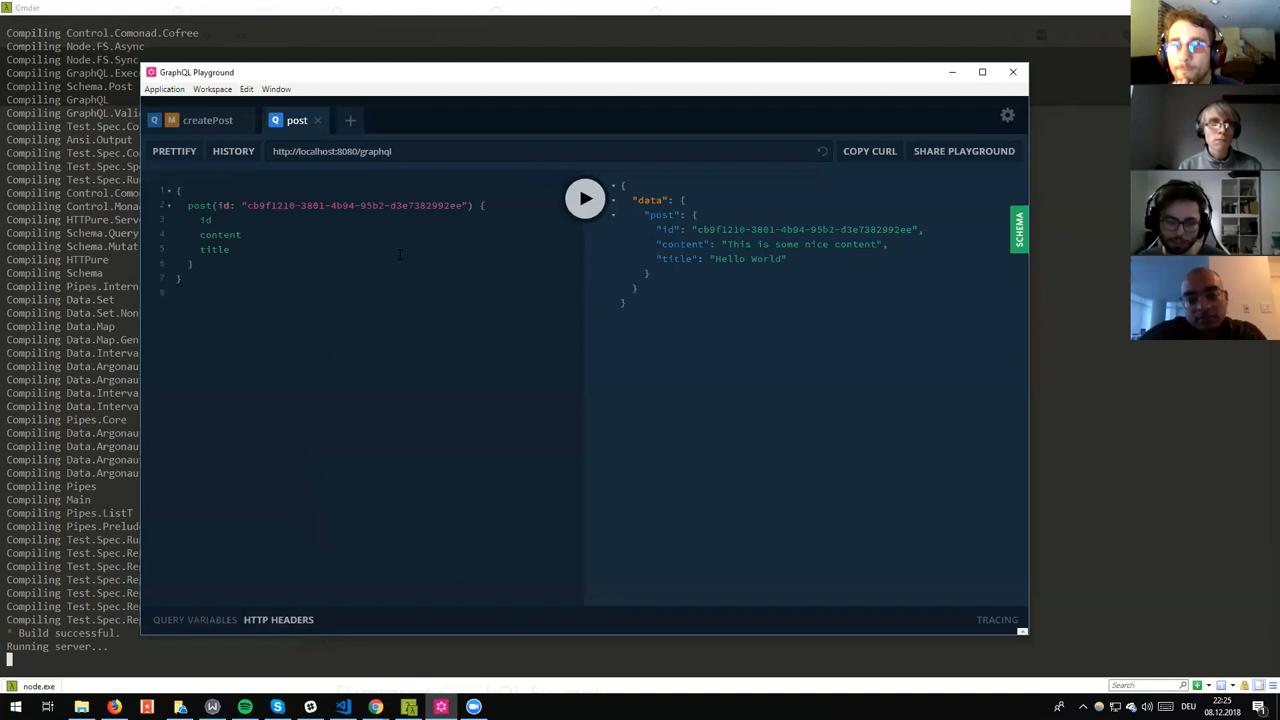 Cmder
Compiling Control.Comonad.Cofree
Compiling Node.FS.Async
Compiling Node.FS.Sync
Compiling GraphQL.Exec
Compiling Schema.Post
Compiling GraphQL
Compiling GraphQL.Vali
Compiling Test.Spec.Co
Compiling Ansi.Output
Compiling Test.Spec.Ru
Compiling Control.Como
Compiling Test.Spec.Co
Compiling HTTPure.Serv
Compiling Schema.Query
Compiling Schema.Mutat
Compiling HTTPure
Compiling Schema
Compiling Pipes.Intern
Compiling Data.Set
Compiling Data.Set.Non
Compiling Data.Map
Compiling Data.Map.Gen
Compiling Data.Interva
Compiling Data.Argonau
Compiling Data.Interva
Compiling Data.Interva
Compiling Pipes.Core
Compiling Data.Argonau
Compiling Data.Argonau
Compiling Data.Argonau
Compiling Data.Argonau
Compiling Pipes
Compiling Main
Compiling Pipes.ListT
Compiling Pipes.Prelud
Compiling Test.Spec.Ru
Compiling Test.Spec.Re
Compiling Test.Spec.Re
Compiling Test.Spec.Re
Compiling Test.Spec.Re
Compiling Test.Spec.Re
* Build successful.
Running server...
GraphQL Playground
Application Workspace Edit Window
Q M createPost
Q post
PRETTIFY HISTORY http://localhost:8080/graphql COPY CURL SHARE PLAYGROUND
1 {
2 post(id: "cb9f1210-3801-4b94-95b2-d3e7382992ee") {
3 id
4 content
5 title
6 }
7 }
8
{
"data": {
"post": {
"id": "cb9f1210-3801-4b94-95b2-d3e7382992ee",
"content": "This is some nice content",
"title": "Hello World"
}
}
}
SCHEMA
QUERY VARIABLES HTTP HEADERS TRACING
node.exe
Search
DEU
22:25
08.12.2018